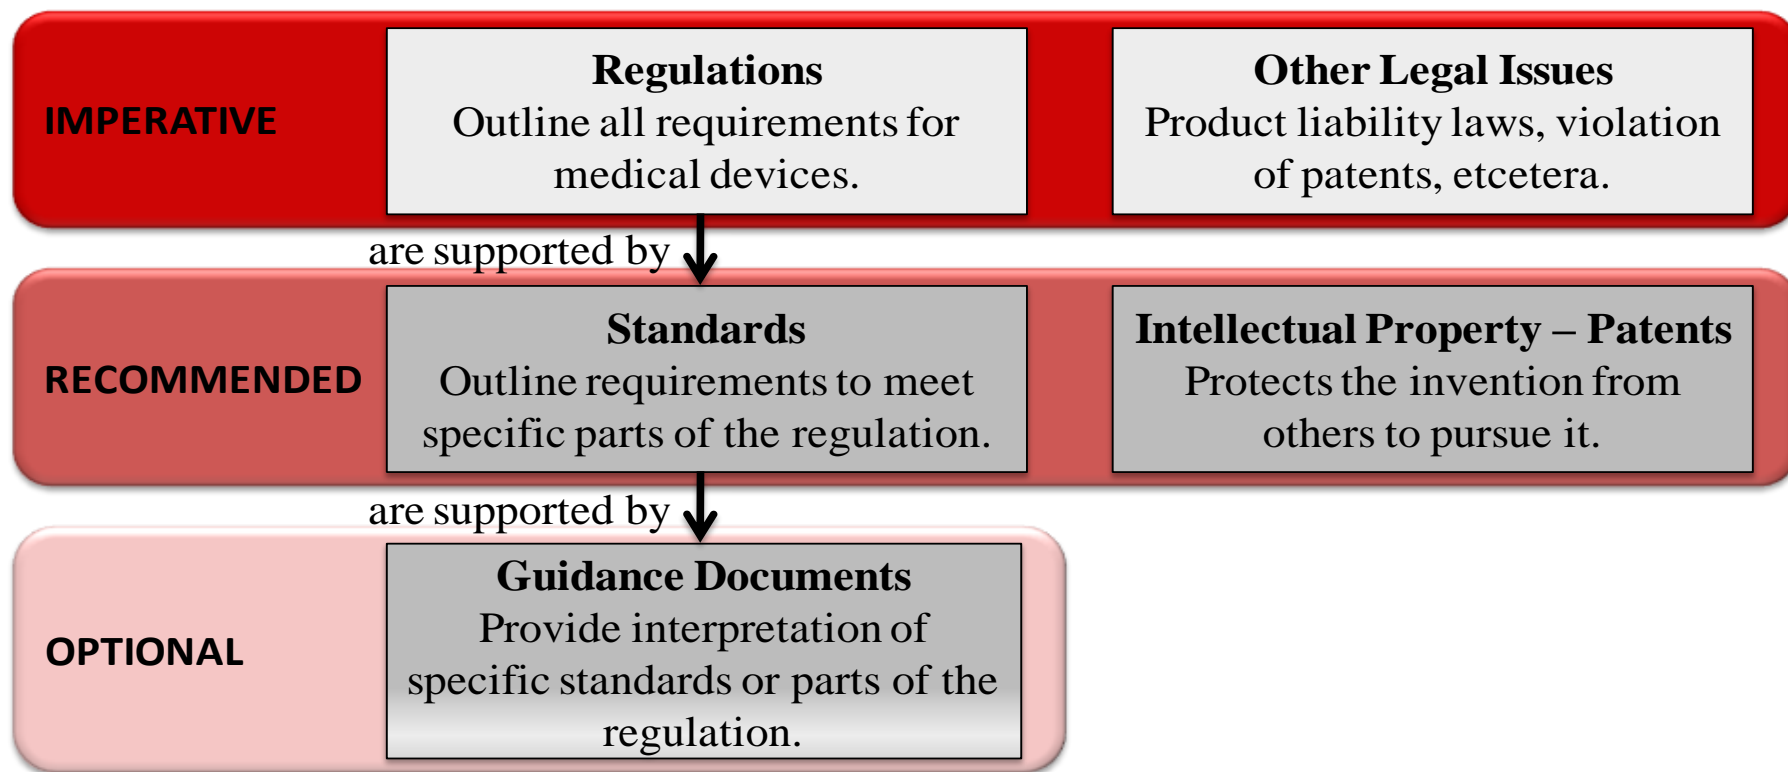 IMPERATIVE
Regulations
Outline all requirements for
medical devices.
Other Legal Issues
Product liability laws, violation
of patents, etcetera.
are supported by
RECOMMENDED
Standards
Outline requirements to meet
specific parts of the regulation.
Intellectual Property – Patents
Protects the invention from
others to pursue it.
are supported by
OPTIONAL
Guidance Documents
Provide interpretation of
specific standards or parts of the
regulation.